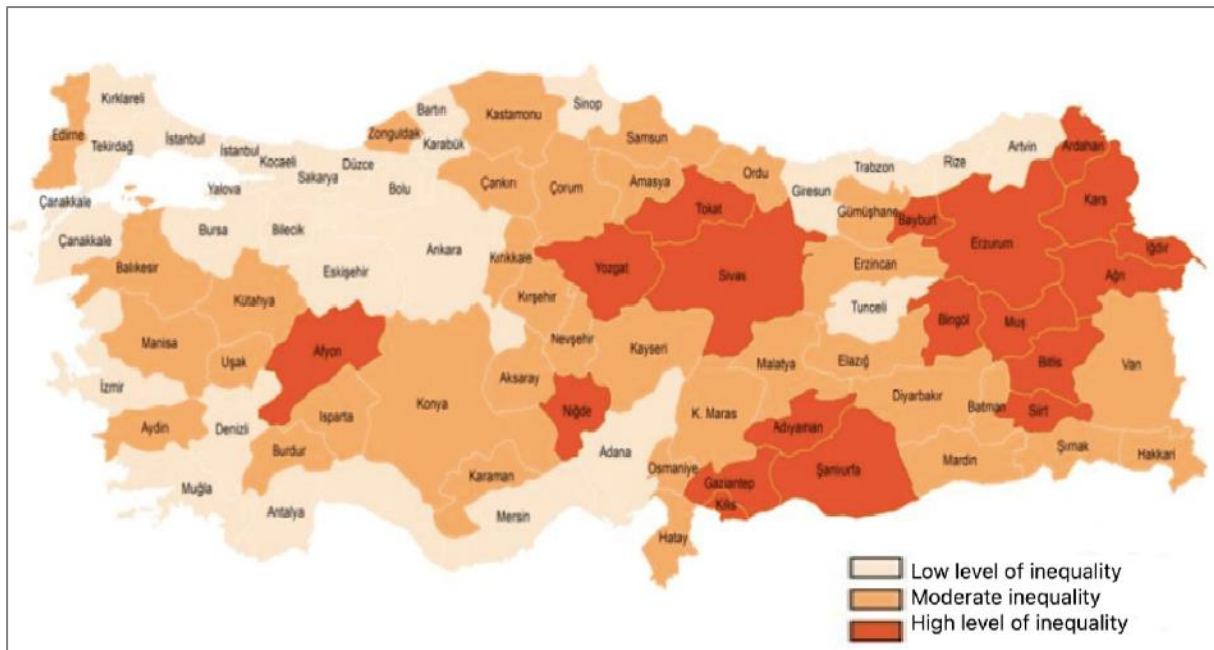 Kırklareli
Edirne
Tekirdağ
İstanbul
İstanbul
Kocaeli
Sakarya
Düzce
Yalova
Bolu
Zonguldak
Bartın
Karabük
Kastamonu
Sinop
Samsun
Çankırı
Çorum
Amasya
Ordu
Tokat
Giresun
Trabzon
Rize
Artvin
Ardahan
Gümüşhane
Bayburt
Kars
Erzurum
Iğdır
Ağrı
Çanakkale
Çanakkale
Bursa
Bilecik
Balıkesir
Eskişehir
Ankara
Kırıkkale
Yozgat
Sivas
Erzincan
Tunceli
Kütahya
Kırşehir
Manisa
Uşak
Afyon
Nevşehir
Kayseri
Malatya
Elazığ
Bingöl
Muş
Bitlis
Van
İzmir
Aydın
Denizli
Isparta
Burdur
Konya
Aksaray
Niğde
Adana
K. Maras
Adıyaman
Diyarbakır
Batman
Siirt
Muğla
Antalya
Karaman
Mersin
Osmaniye
Gaziantep
Kilis
Şanlıurfa
Mardin
Şırnak
Hakkari
Hatay
Low level of inequality
Moderate inequality
High level of inequality